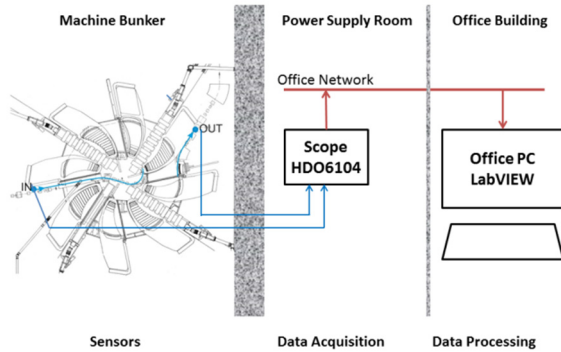 Machine Bunker
Power Supply Room
Office Building
Office Network
OUT
IN
Scope
HDO6104
Office PC
LabVIEW
Sensors
Data Acquisition
Data Processing